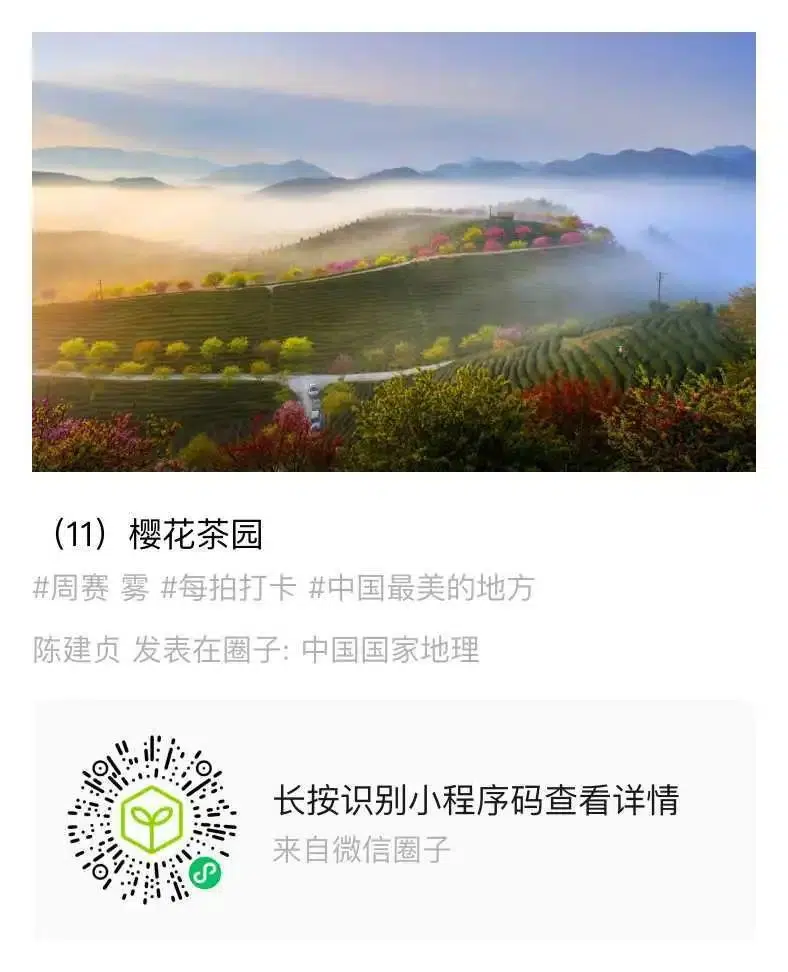 （11）樱花茶园
#周赛 雾 #每拍打卡 #中国最美的地方
陈建贞 发表在圈子: 中国国家地理
长按识别小程序码查看详情
来自微信圈子